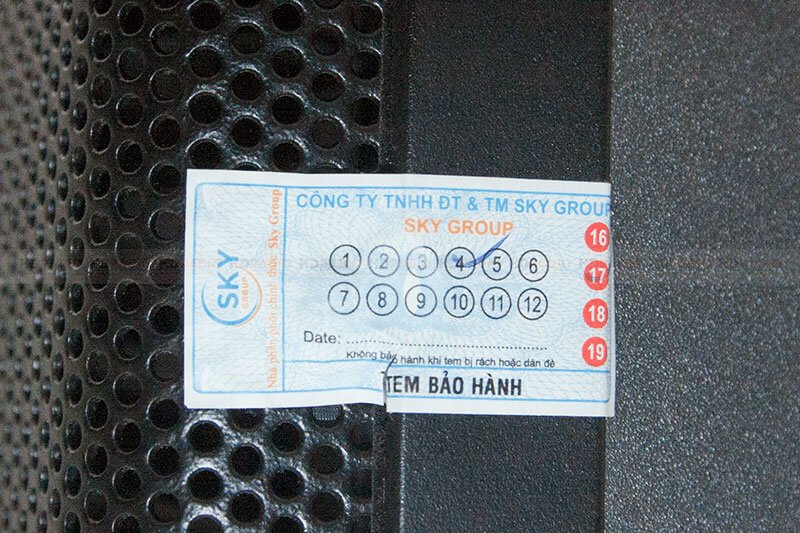 CÔNG TY TNHH ĐT & TM SKY GROUP
SKY GROUP
SKY
GROUP
Nhà phân phối chính thức Sky Group
1 2 3 4 5 6
7 8 9 10 11 12
16
17
18
19
Date:
Không bảo hành khi tem bị rách hoặc dán đè
TEM BẢO HÀNH